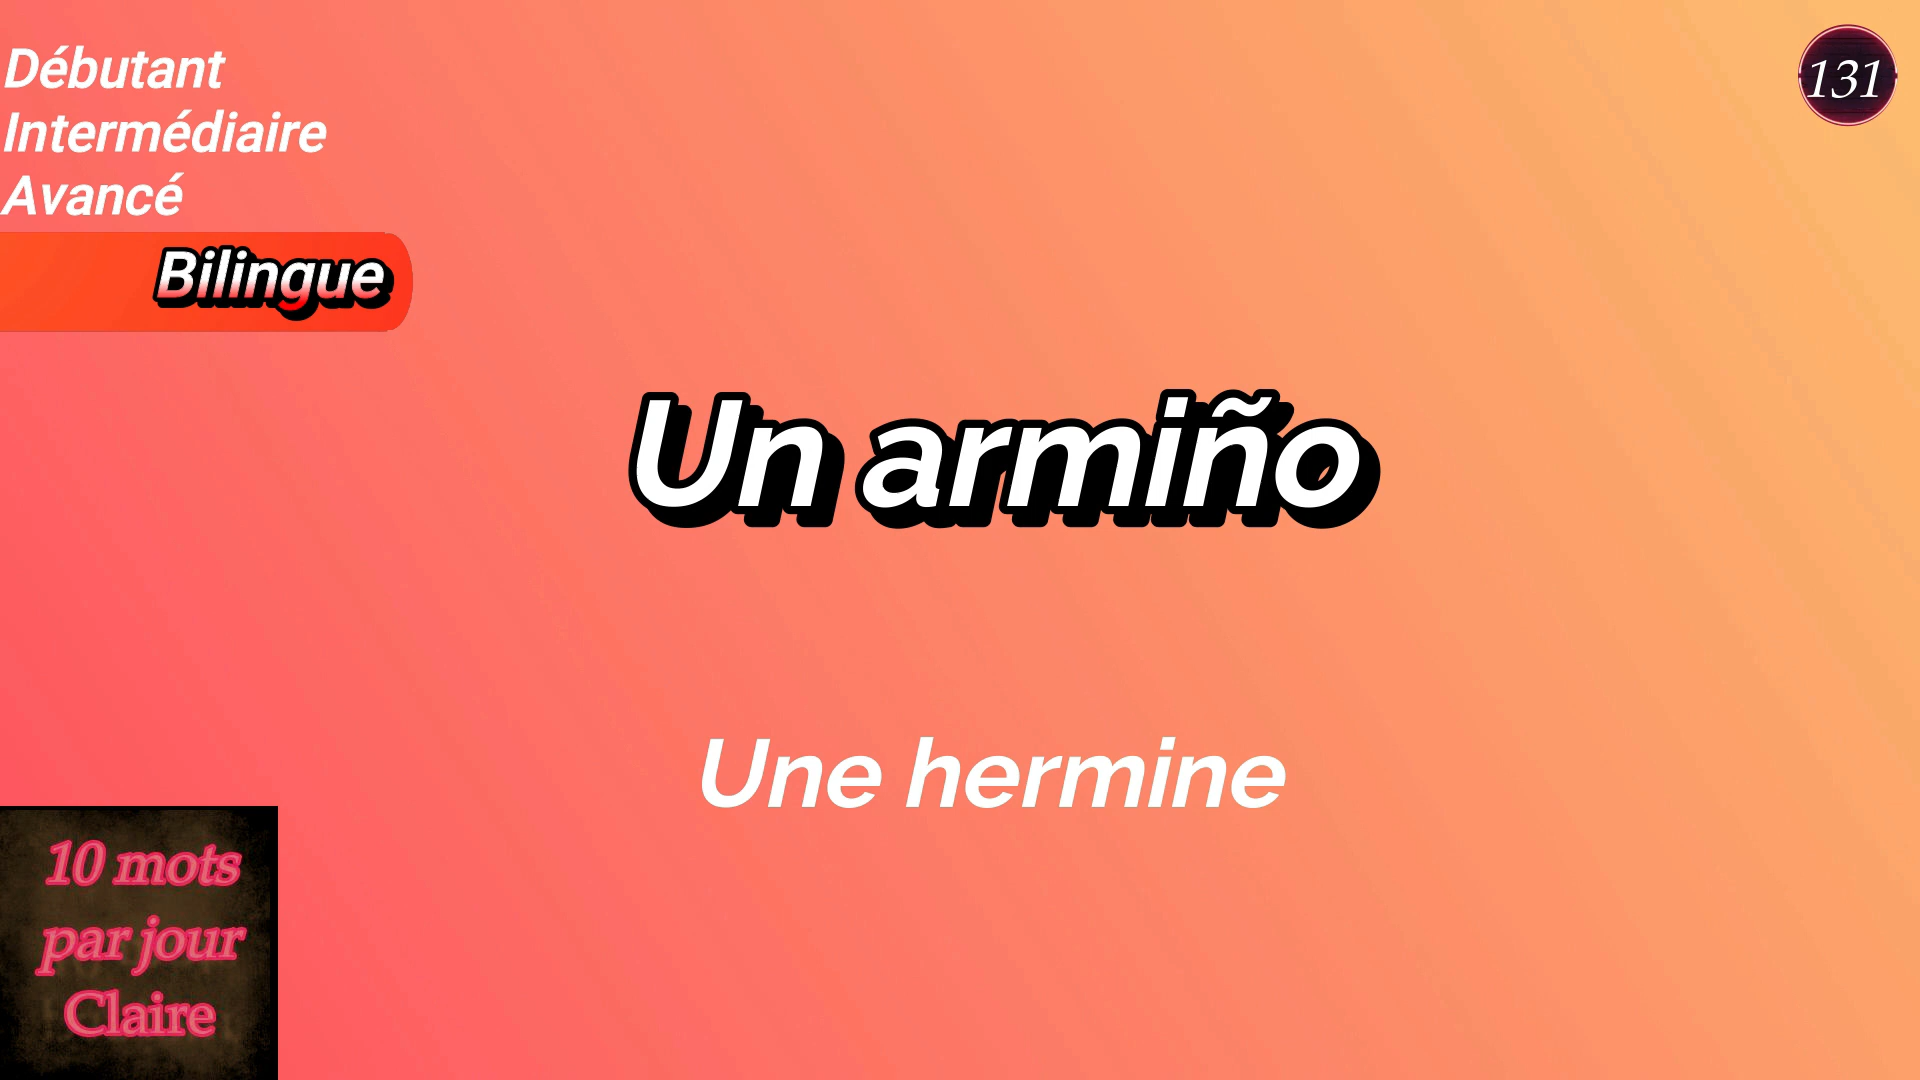 Débutant
Intermédiaire
Avancé
Bilingue
131
Un armiño
Une hermine
10 mots
par jour
Claire